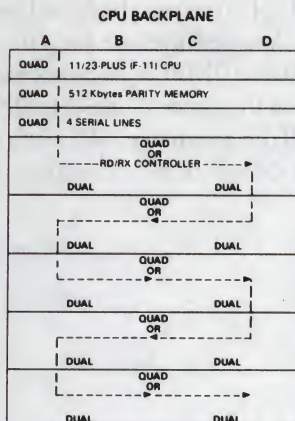 CPU BACKPLANE
A B C D
QUAD 11/23-PLUS (F-11) CPU
QUAD 512 Kbytes PARITY MEMORY
QUAD 4 SERIAL LINES
QUAD
OR
RD/RX CONTROLLER
DUAL DUAL
QUAD
OR
DUAL DUAL
QUAD
OR
DUAL DUAL
QUAD
OR
DUAL DUAL
QUAD
OR
DUAL DUAL